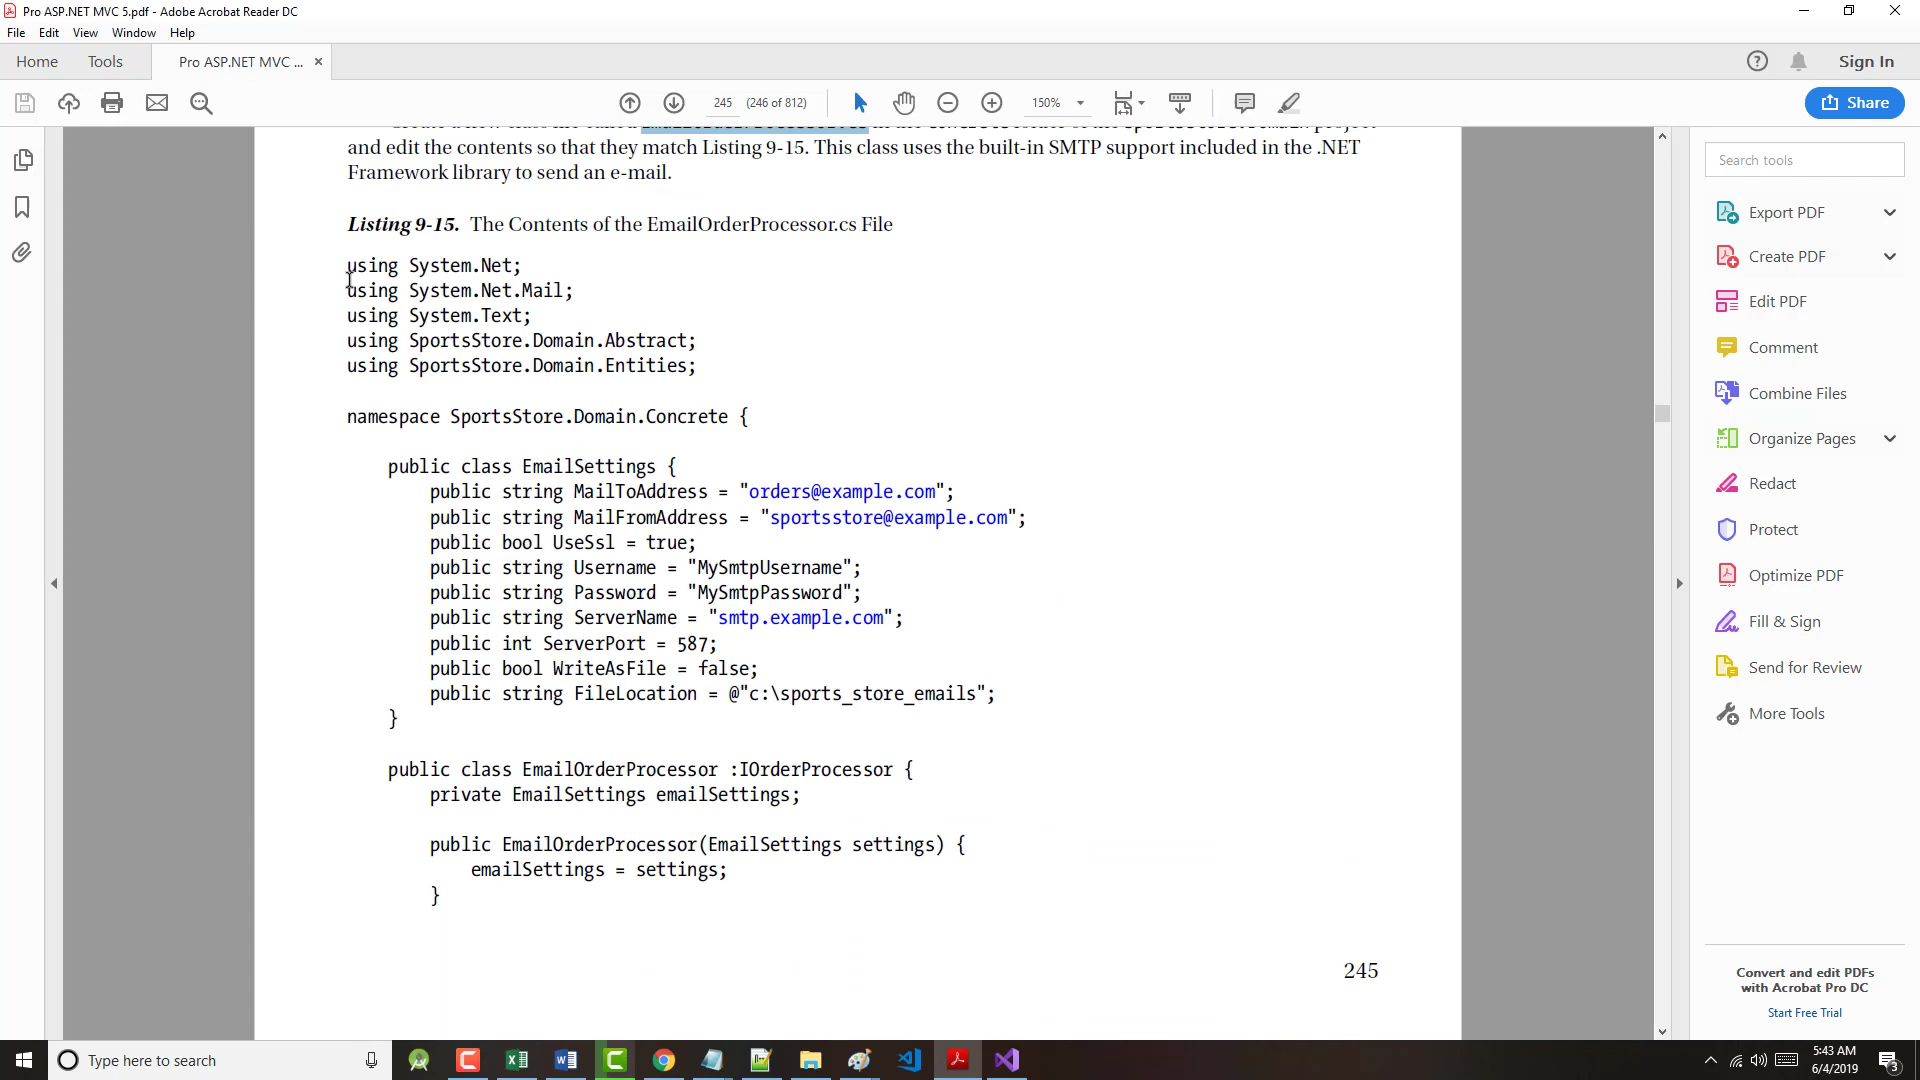 Pro ASP.NET MVC 5.pdf - Adobe Acrobat Reader DC
File Edit View Window Help
Home Tools Pro ASP.NET MVC ... × Sign In
245 (246 of 812) 150% Share
and edit the contents so that they match Listing 9-15. This class uses the built-in SMTP support included in the .NET
Framework library to send an e-mail.
Listing 9-15. The Contents of the EmailOrderProcessor.cs File
using System.Net;
using System.Net.Mail;
using System.Text;
using SportsStore.Domain.Abstract;
using SportsStore.Domain.Entities;
namespace SportsStore.Domain.Concrete {
public class EmailSettings {
public string MailToAddress = "orders@example.com";
public string MailFromAddress = "sportsstore@example.com";
public bool UseSsl = true;
public string Username = "MySmtpUsername";
public string Password = "MySmtpPassword";
public string ServerName = "smtp.example.com";
public int ServerPort = 587;
public bool WriteAsFile = false;
public string FileLocation = @"c:\sports_store_emails";
}
public class EmailOrderProcessor :IOrderProcessor {
private EmailSettings emailSettings;
public EmailOrderProcessor(EmailSettings settings) {
emailSettings = settings;
}
245
Search tools
Export PDF
Create PDF
Edit PDF
Comment
Combine Files
Organize Pages
Redact
Protect
Optimize PDF
Fill & Sign
Send for Review
More Tools
Convert and edit PDFs
with Acrobat Pro DC
Start Free Trial
Type here to search
5:43 AM
6/4/2019
3